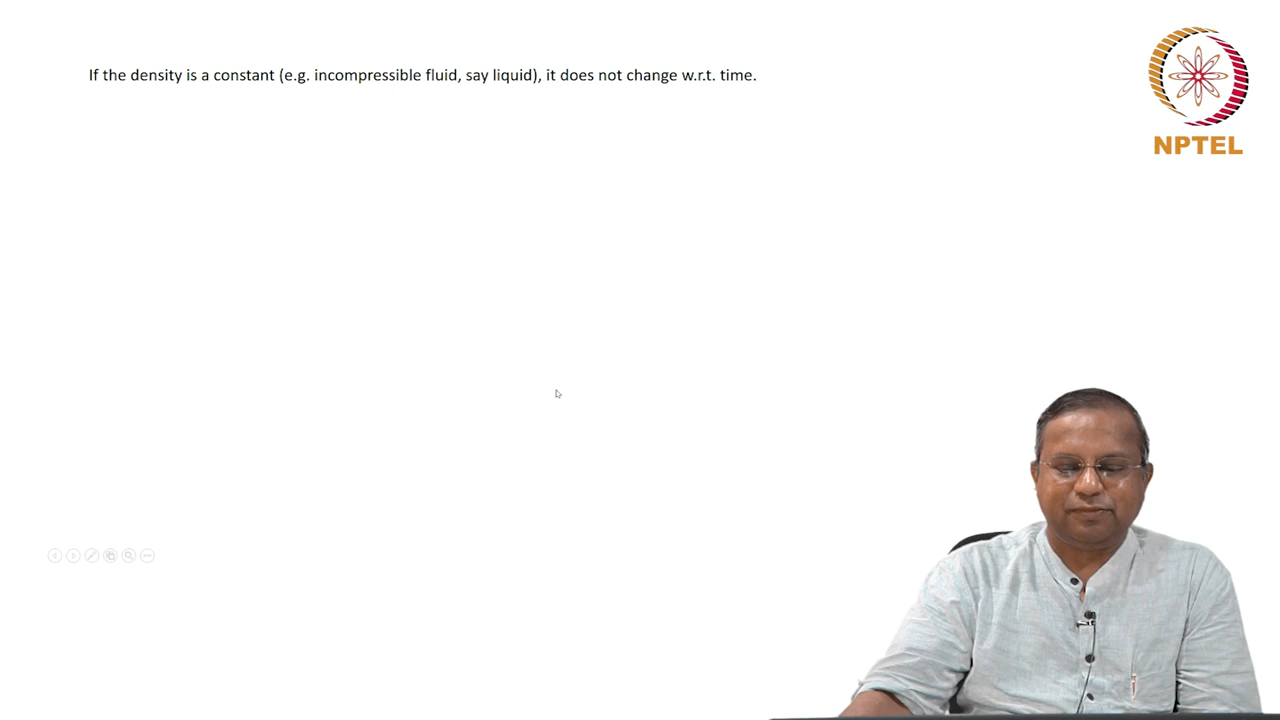 If the density is a constant (e.g. incompressible fluid, say liquid), it does not change w.r.t. time.
NPTEL